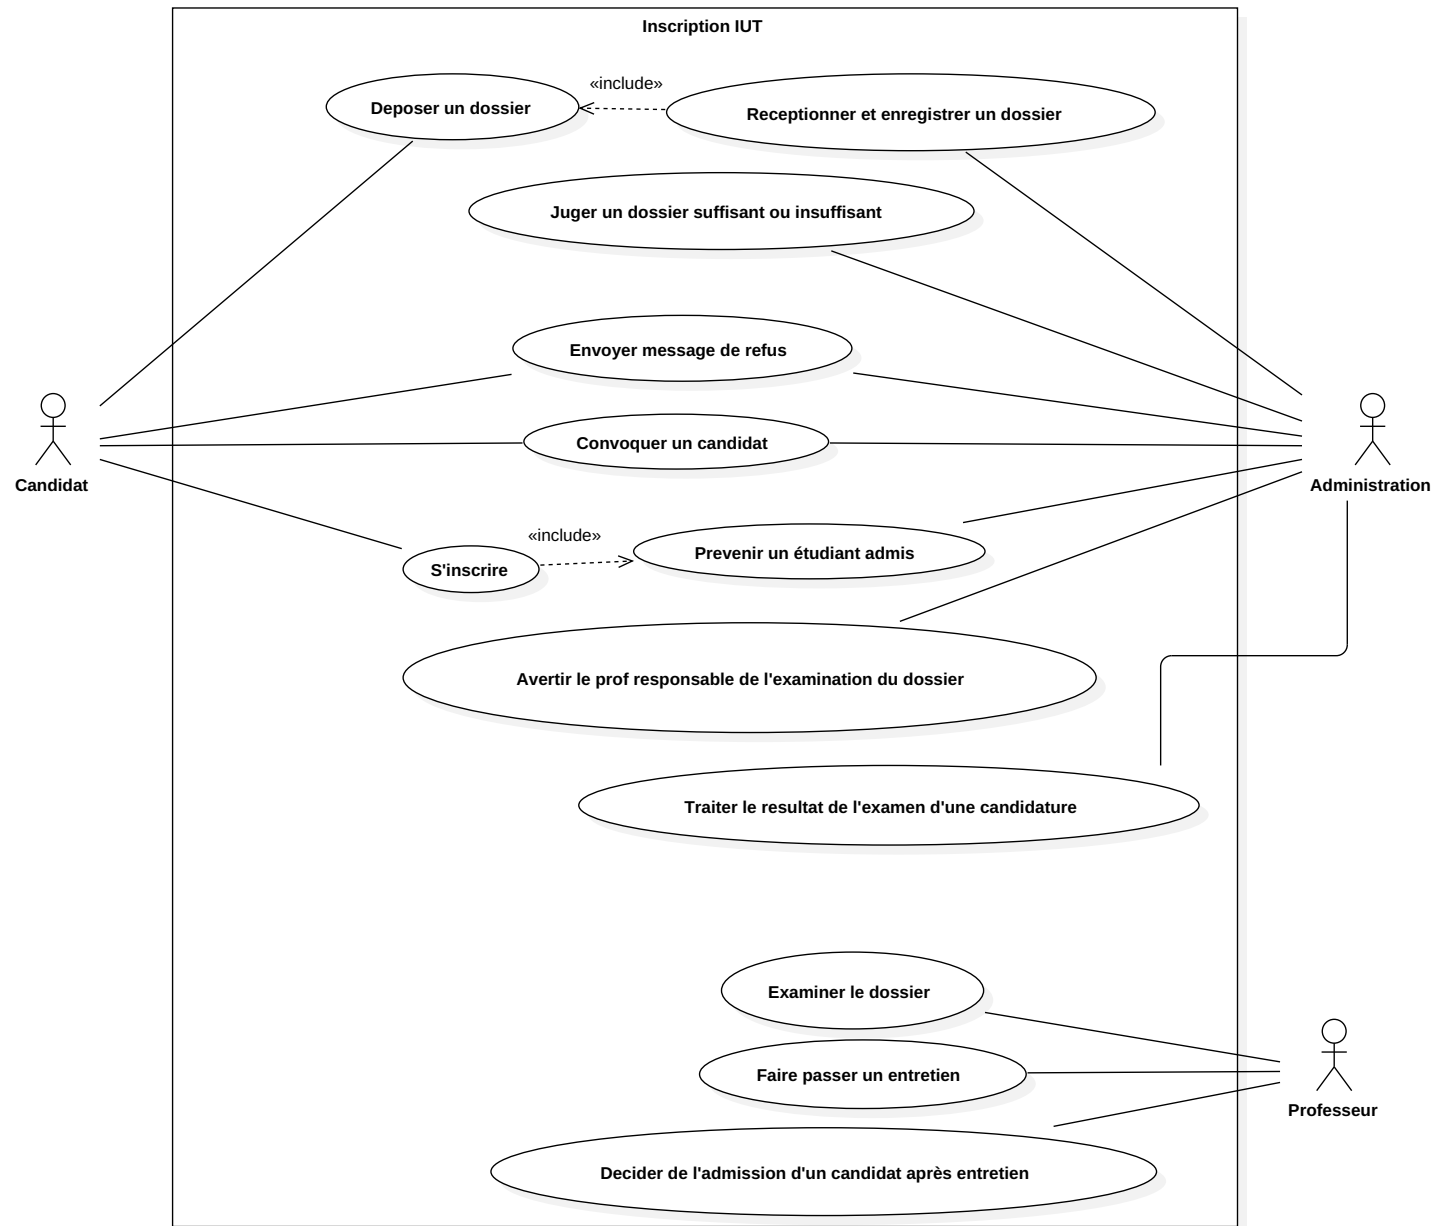 Inscription IUT
«include»
Deposer un dossier
Receptionner et enregistrer un dossier
Juger un dossier suffisant ou insuffisant
Envoyer message de refus
Convoquer un candidat
Candidat
Administration
«include»
Prevenir un étudiant admis
S'inscrire
Avertir le prof responsable de l'examination du dossier
Traiter le resultat de l'examen d'une candidature
Examiner le dossier
Faire passer un entretien
Professeur
Decider de l'admission d'un candidat après entretien